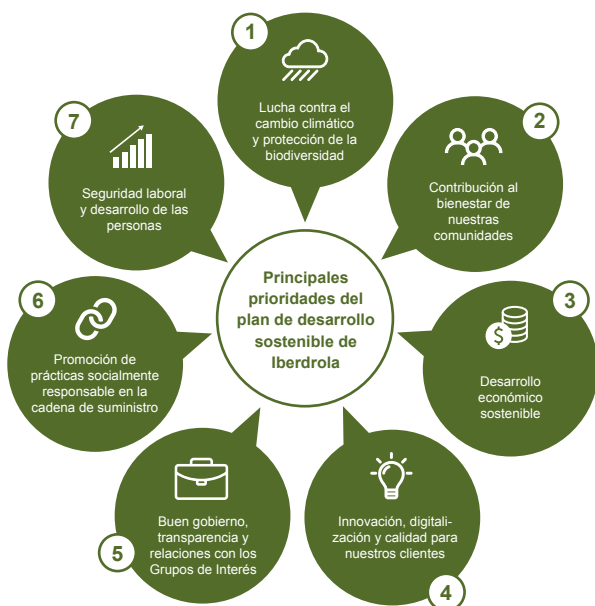 Principales
prioridades del
plan de desarrollo
sostenible de
Iberdrola
1
Lucha contra el
cambio climático
y protección de la
biodiversidad
2
Contribución al
bienestar de
nuestras
comunidades
3
$
Desarrollo
económico
sostenible
4
Innovación, digitali-
zación y calidad para
nuestros clientes
5
Buen gobierno,
transparencia y
relaciones con los
Grupos de Interés
6
Promoción de
prácticas socialmente
responsable en la
cadena de suministro
7
Seguridad laboral
y desarrollo de las
personas